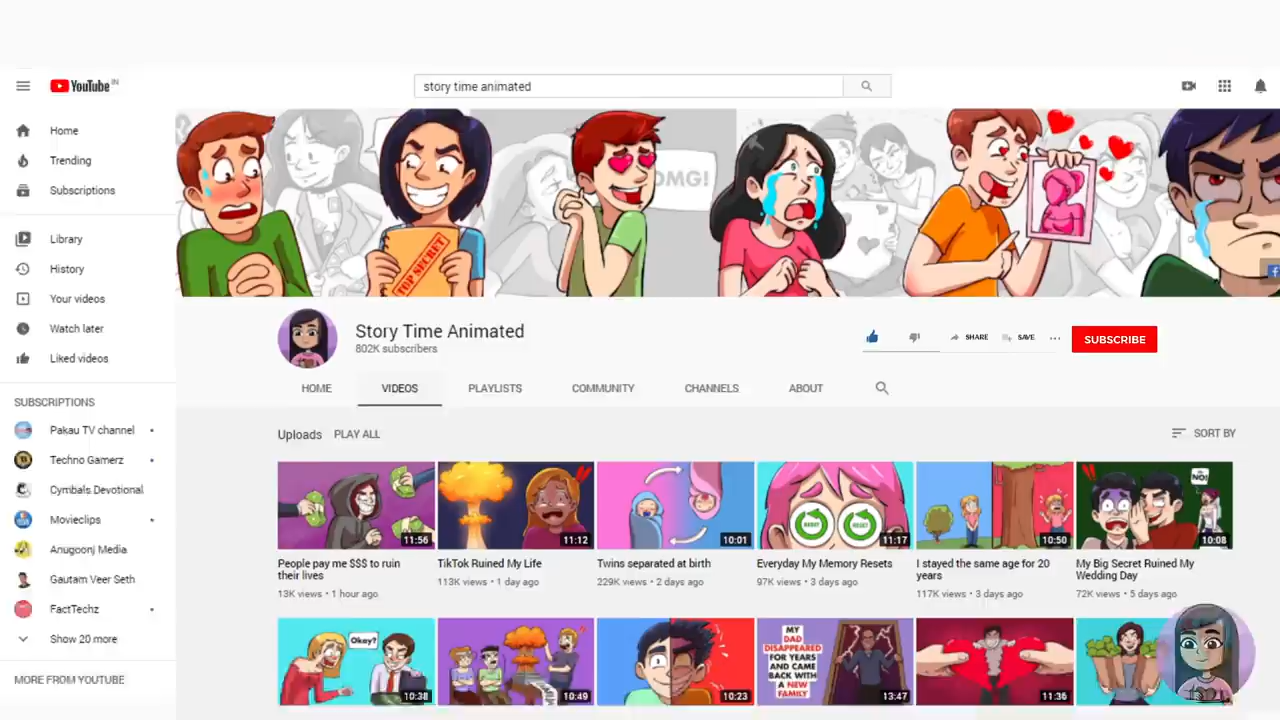 YouTube IN
story time animated
Home
Trending
Subscriptions
Library
History
Your videos
Watch later
Liked videos
SUBSCRIPTIONS
Pakau TV channel
Techno Gamerz
Cymbals Devotional
Movieclips
Anugoonj Media
Gautam Veer Seth
FactTechz
Show 20 more
MORE FROM YOUTUBE
TOP SECRET
OMG!
Story Time Animated
802K subscribers
SHARE
SAVE
SUBSCRIBE
HOME
VIDEOS
PLAYLISTS
COMMUNITY
CHANNELS
ABOUT
Uploads
PLAY ALL
SORT BY
11:56
11:12
10:01
RESET
RESET
11:17
10:50
NO!
10:08
People pay me $$$ to ruin
their lives
13K views • 1 hour ago
TikTok Ruined My Life
113K views • 1 day ago
Twins separated at birth
229K views • 2 days ago
Everyday My Memory Resets
97K views • 3 days ago
I stayed the same age for 20
years
117K views • 3 days ago
My Big Secret Ruined My
Wedding Day
72K views • 5 days ago
Okay?
10:38
10:49
10:23
MY
DAD
DISAPPEARED
FOR YEARS
AND CAME
BACK WITH
A NEW
FAMILY
13:47
11:36